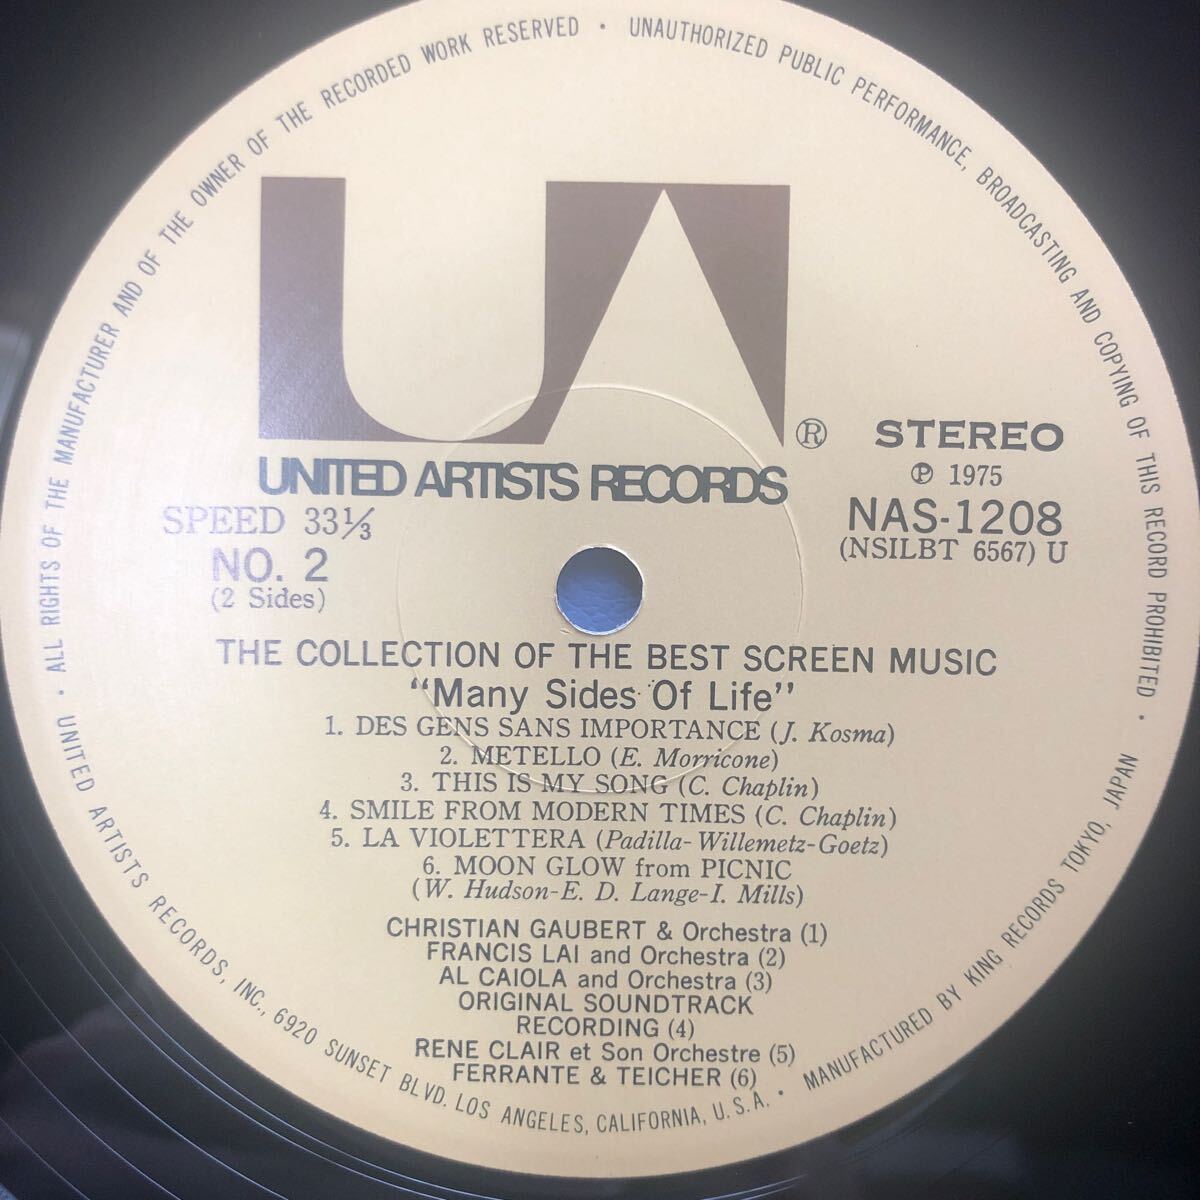 UNITED ARTISTS RECORDS, INC., 6920 SUNSET BLVD. LOS ANGELES, CALIFORNIA, U.S.A. • MANUFACTURED BY KING RECORDS TOKYO, JAPAN
• ALL RIGHTS OF THE MANUFACTURER AND OF THE OWNER OF THE RECORDED WORK RESERVED • UNAUTHORIZED PUBLIC PERFORMANCE, BROADCASTING AND COPYING OF THIS RECORD PROHIBITED •
UA ®
UNITED ARTISTS RECORDS
STEREO
℗ 1975
NAS-1208
(NSILBT 6567) U
SPEED 33⅓
NO. 2
(2 Sides)
THE COLLECTION OF THE BEST SCREEN MUSIC
“Many Sides Of Life”
1. DES GENS SANS IMPORTANCE (J. Kosma)
2. METELLO (E. Morricone)
3. THIS IS MY SONG (C. Chaplin)
4. SMILE FROM MODERN TIMES (C. Chaplin)
5. LA VIOLETTERA (Padilla-Willemetz-Goetz)
6. MOON GLOW from PICNIC
(W. Hudson-E. D. Lange-I. Mills)
CHRISTIAN GAUBERT & Orchestra (1)
FRANCIS LAI and Orchestra (2)
AL CAIOLA and Orchestra (3)
ORIGINAL SOUNDTRACK
RECORDING (4)
RENE CLAIR et Son Orchestre (5)
FERRANTE & TEICHER (6)